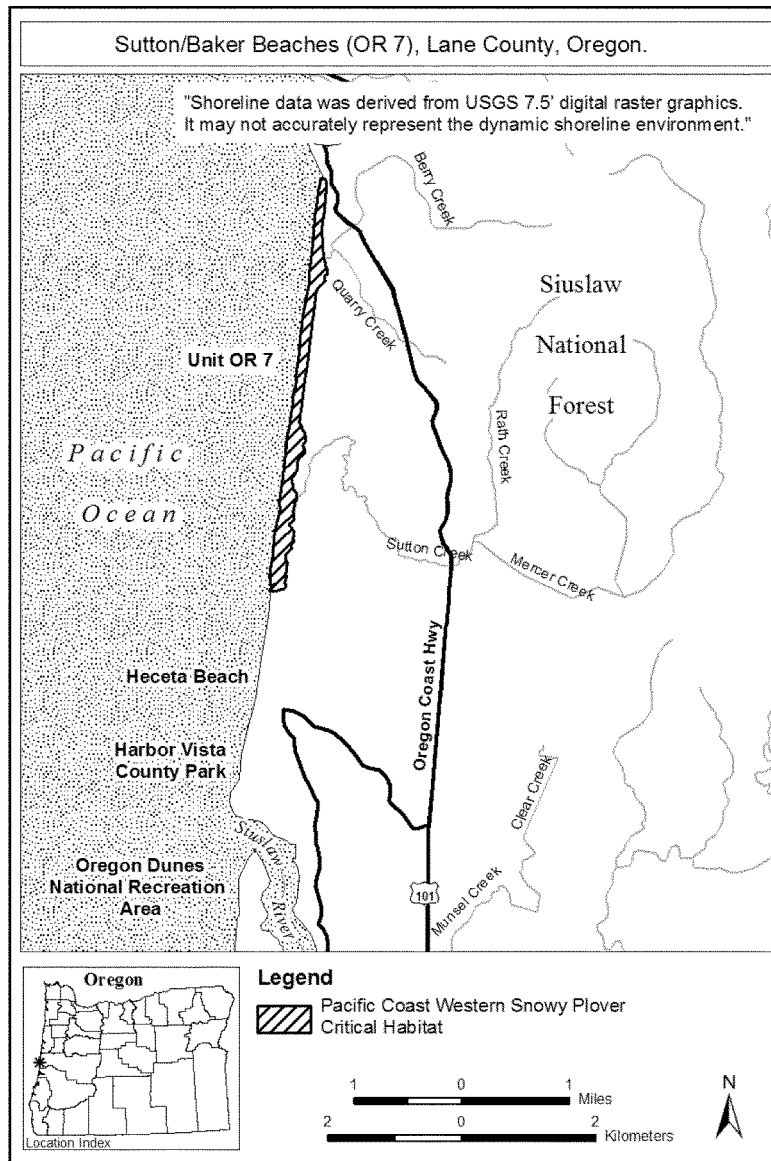 Sutton/Baker Beaches (OR 7), Lane County, Oregon.
"Shoreline data was derived from USGS 7.5' digital raster graphics.
It may not accurately represent the dynamic shoreline environment."
Berry Creek
Quarry Creek
Siuslaw
National
Forest
Unit OR 7
Rath Creek
Pacific
Ocean
Sutton Creek
Mercer Creek
Heceta Beach
Oregon Coast Hwy
Harbor Vista
County Park
Clear Creek
Siuslaw
River
Oregon Dunes
National Recreation
Area
101
Munsel Creek
Oregon
Location Index
Legend
Pacific Coast Western Snowy Plover
Critical Habitat
1 0 1
Miles
2 0 2
Kilometers
N